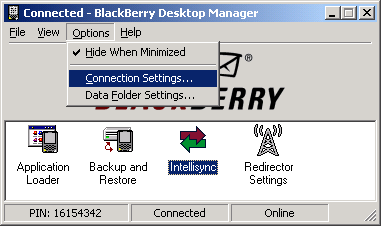 Connected - BlackBerry Desktop Manager
File View Options Help
Hide When Minimized
Connection Settings...
Data Folder Settings...
BLACKBERRY
Application Loader
Backup and Restore
Intellisync
Redirector Settings
PIN: 16154342 Connected Online